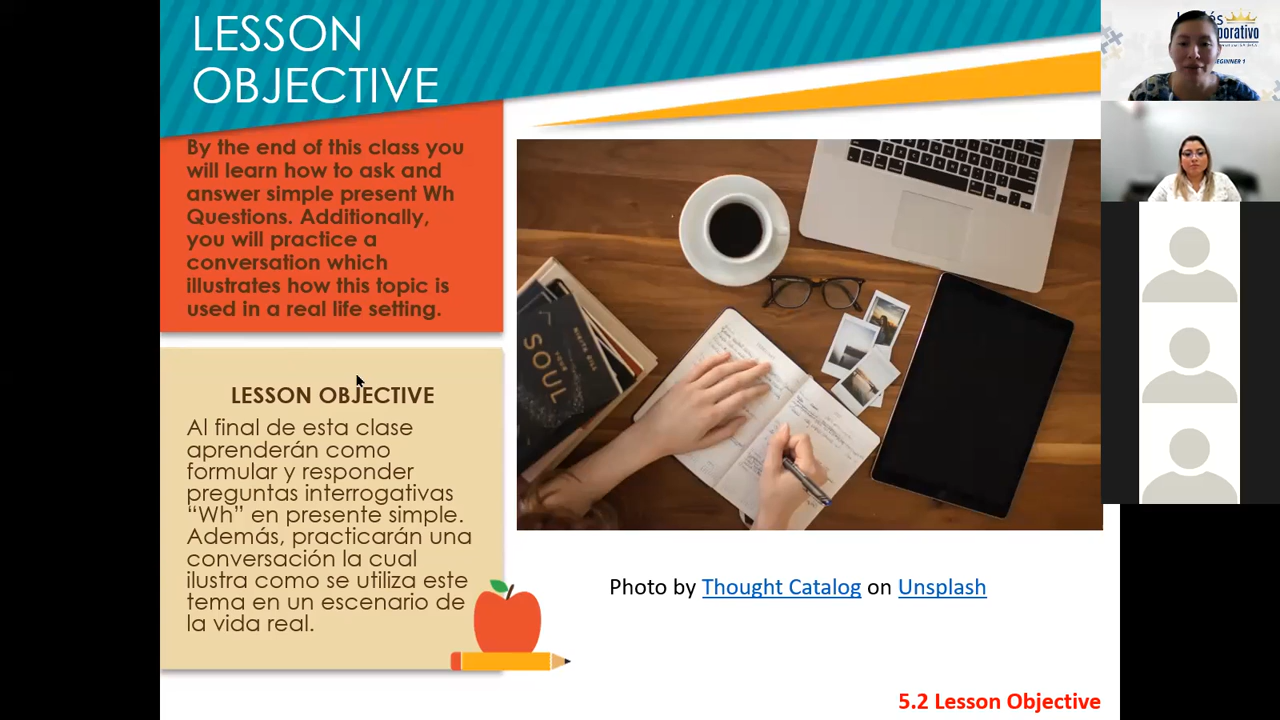 LESSON
OBJECTIVE
By the end of this class you
will learn how to ask and
answer simple present Wh
Questions. Additionally,
you will practice a
conversation which
illustrates how this topic is
used in a real life setting.
LESSON OBJECTIVE
Al final de esta clase
aprenderán como
formular y responder
preguntas interrogativas
“Wh” en presente simple.
Además, practicarán una
conversación la cual
ilustra como se utiliza este
tema en un escenario de
la vida real.
SOUL
Photo by Thought Catalog on Unsplash
5.2 Lesson Objective